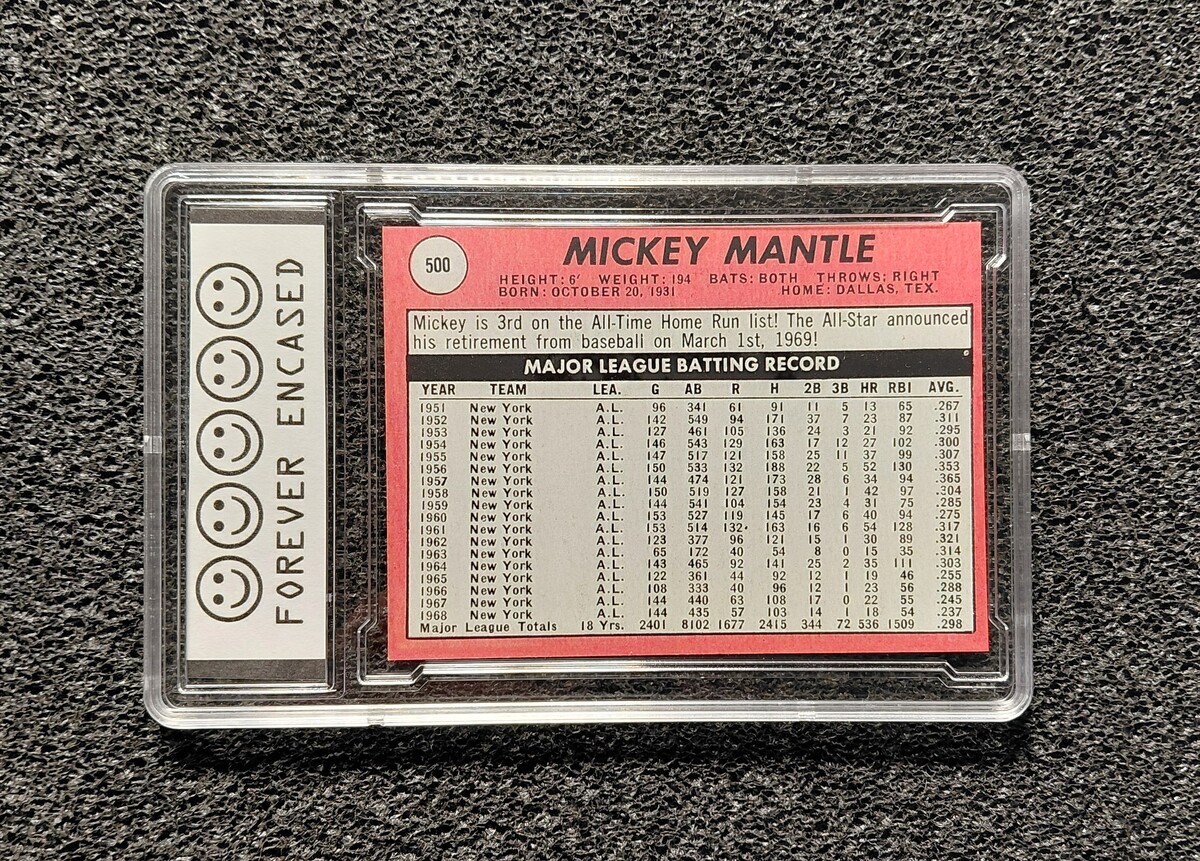 FOREVER ENCASED
500
MICKEY MANTLE
HEIGHT: 6' WEIGHT: 194 BATS: BOTH THROWS: RIGHT
BORN: OCTOBER 20, 1931 HOME: DALLAS, TEX.
Mickey is 3rd on the All-Time Home Run list! The All-Star announced
his retirement from baseball on March 1st, 1969!
MAJOR LEAGUE BATTING RECORD
YEAR TEAM LEA. G AB R H 2B 3B HR RBI AVG.
1951 New York A.L. 96 341 61 91 11 5 13 65 .267
1952 New York A.L. 142 549 94 171 37 7 23 87 .311
1953 New York A.L. 127 461 105 136 24 3 21 92 .295
1954 New York A.L. 146 543 129 163 17 12 27 102 .300
1955 New York A.L. 147 517 121 158 25 11 37 99 .307
1956 New York A.L. 150 533 132 188 22 5 52 130 .353
1957 New York A.L. 144 474 121 173 28 6 34 94 .365
1958 New York A.L. 150 519 127 158 21 1 42 97 .304
1959 New York A.L. 144 541 104 154 23 4 31 75 .285
1960 New York A.L. 153 527 119 145 17 6 40 94 .275
1961 New York A.L. 153 514 132 163 16 6 54 128 .317
1962 New York A.L. 123 377 96 121 15 1 30 89 .321
1963 New York A.L. 65 172 40 54 8 0 15 35 .314
1964 New York A.L. 143 465 92 141 25 2 35 111 .303
1965 New York A.L. 122 361 44 92 12 1 19 46 .255
1966 New York A.L. 108 333 40 96 12 1 23 56 .288
1967 New York A.L. 144 440 63 108 17 0 22 55 .245
1968 New York A.L. 144 435 57 103 14 1 18 54 .237
Major League Totals 18 Yrs. 2401 8102 1677 2415 344 72 536 1509 .298